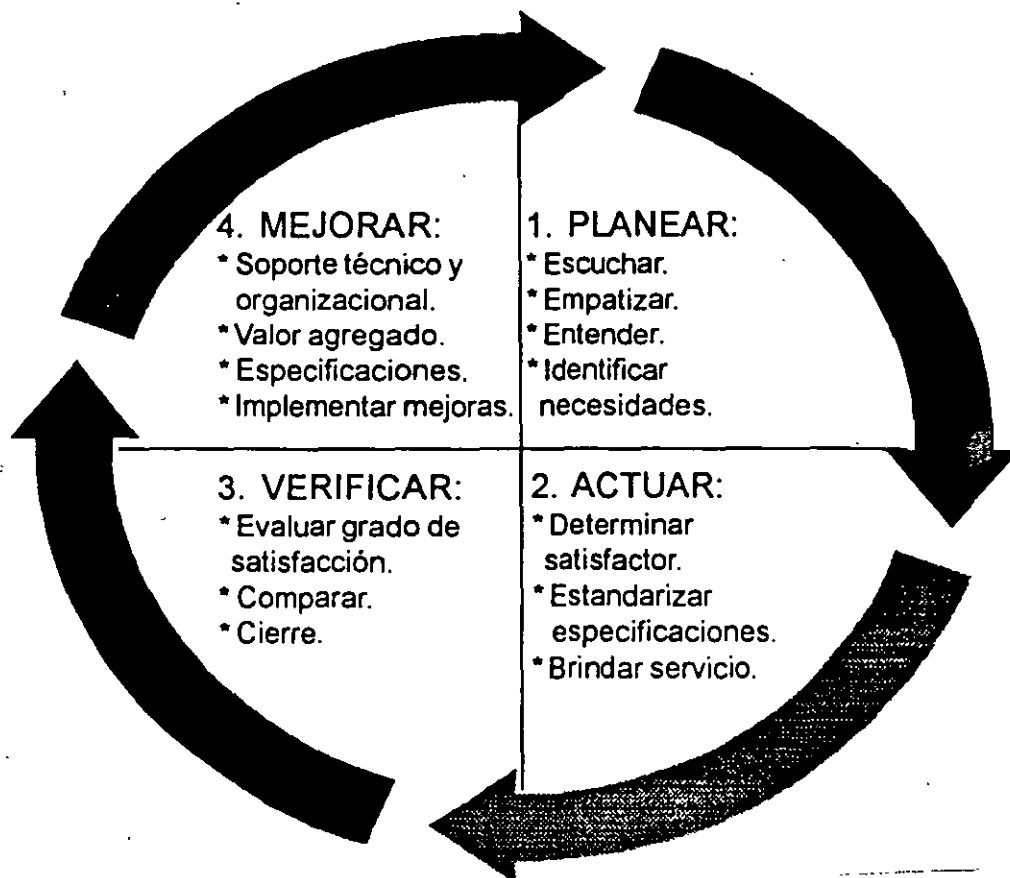 4. MEJORAR:
* Soporte técnico y
organizacional.
* Valor agregado.
* Especificaciones.
* Implementar mejoras.
1. PLANEAR:
* Escuchar.
* Empatizar.
* Entender.
* Identificar
necesidades.
3. VERIFICAR:
* Evaluar grado de
satisfacción.
* Comparar.
* Cierre.
2. ACTUAR:
* Determinar
satisfactor.
* Estandarizar
especificaciones.
* Brindar servicio.